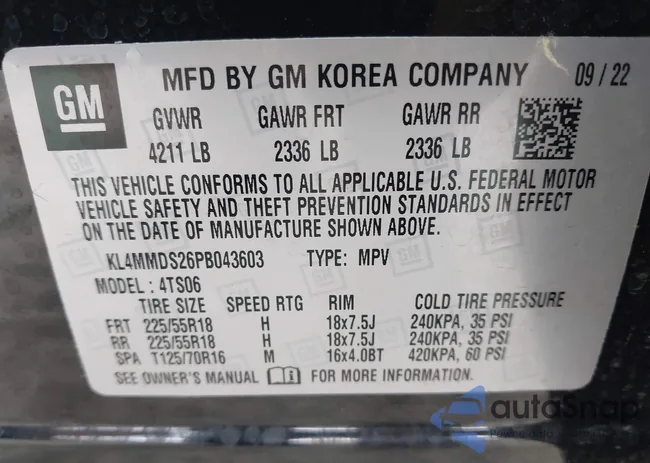 GM
MFD BY GM KOREA COMPANY 09 / 22
GVWR GAWR FRT GAWR RR
4211 LB 2336 LB 2336 LB
THIS VEHICLE CONFORMS TO ALL APPLICABLE U.S. FEDERAL MOTOR
VEHICLE SAFETY AND THEFT PREVENTION STANDARDS IN EFFECT
ON THE DATE OF MANUFACTURE SHOWN ABOVE.
KL4MMDS26PB043603 TYPE: MPV
MODEL : 4TS06
TIRE SIZE SPEED RTG RIM COLD TIRE PRESSURE
FRT 225/55R18 H 18x7.5J 240KPA, 35 PSI
RR 225/55R18 H 18x7.5J 240KPA, 35 PSI
SPA T125/70R16 M 16x4.0BT 420KPA, 60 PSI
SEE OWNER'S MANUAL FOR MORE INFORMATION.
autoSnap